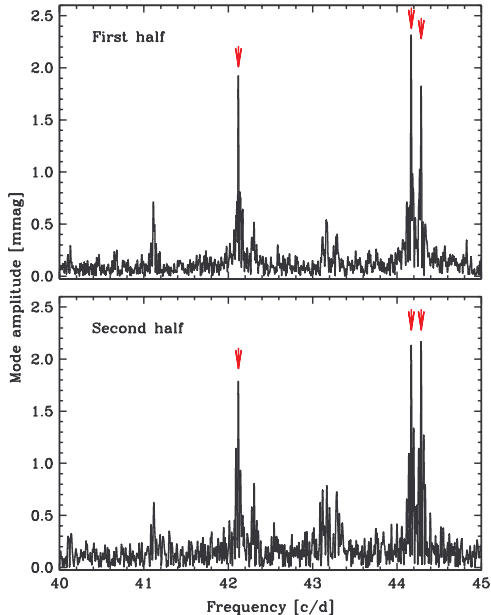 2.5
First half
2.0
1.5
1.0
0.5
0.0
Mode amplitude [mmag]
2.5
Second half
2.0
1.5
1.0
0.5
0.0
40 41 42 43 44 45
Frequency [c/d]